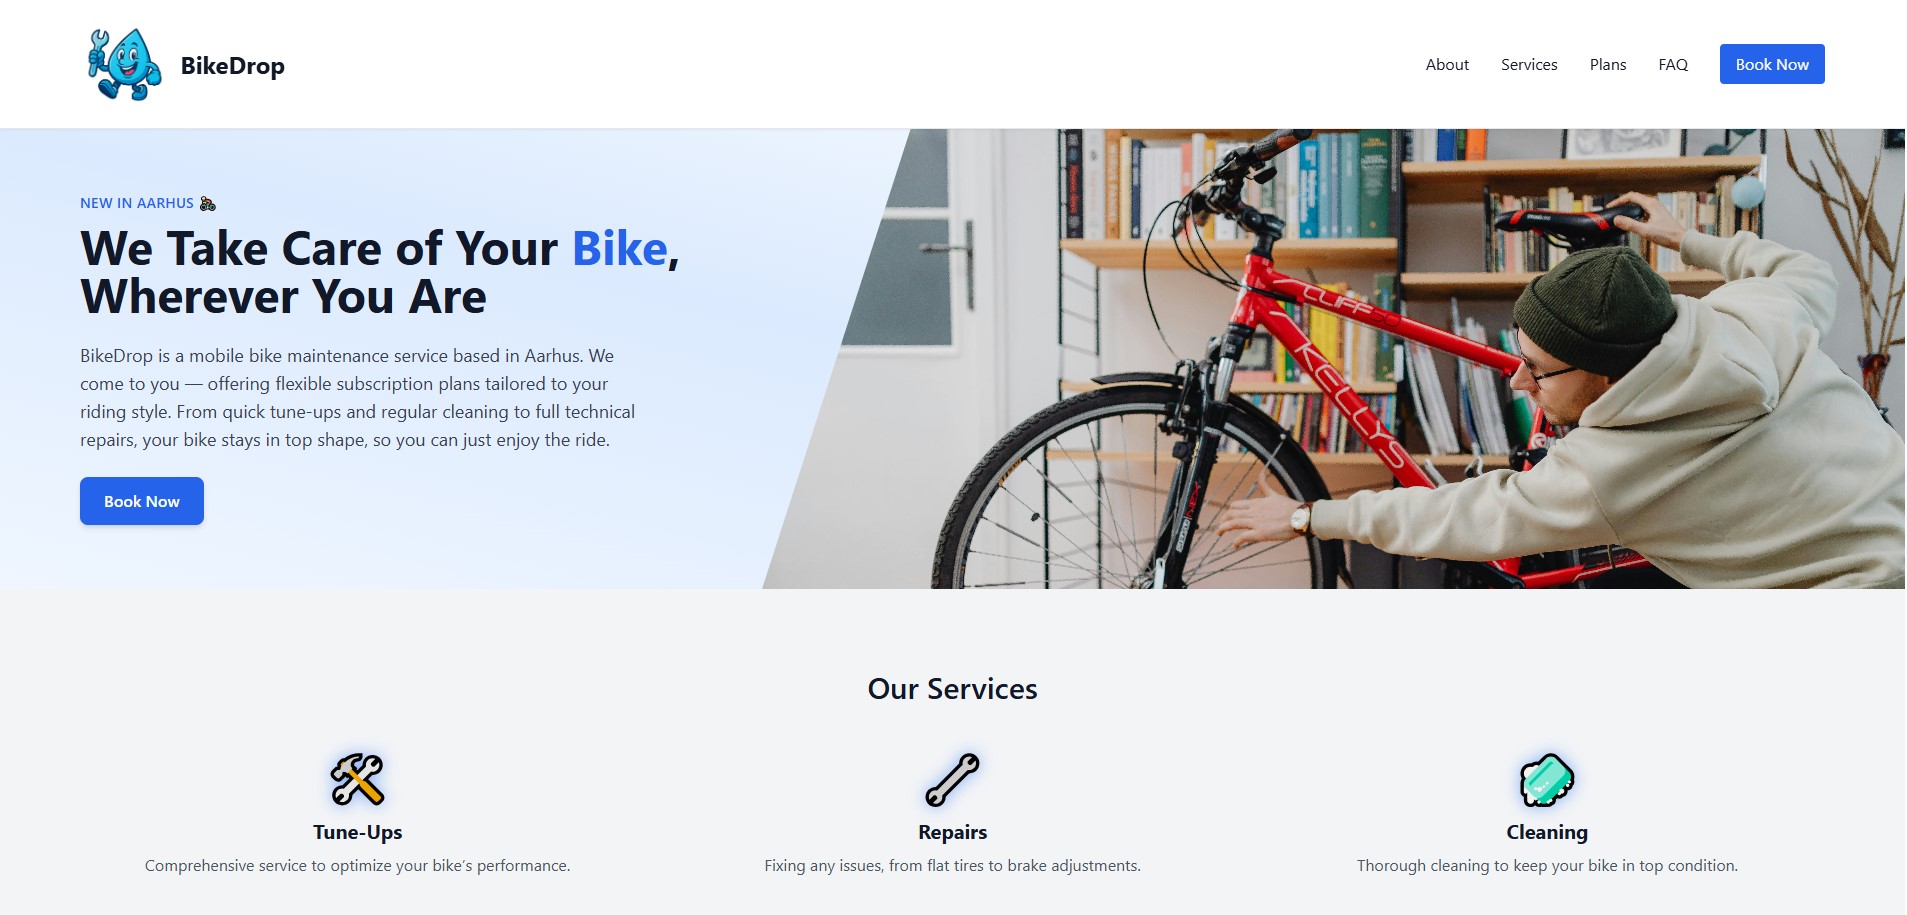 BikeDrop
About
Services
Plans
FAQ
Book Now
NEW IN AARHUS
We Take Care of Your Bike,
Wherever You Are
BikeDrop is a mobile bike maintenance service based in Aarhus. We
come to you — offering flexible subscription plans tailored to your
riding style. From quick tune-ups and regular cleaning to full technical
repairs, your bike stays in top shape, so you can just enjoy the ride.
Book Now
CLIFF
KELLYS
Our Services
Tune-Ups
Comprehensive service to optimize your bike’s performance.
Repairs
Fixing any issues, from flat tires to brake adjustments.
Cleaning
Thorough cleaning to keep your bike in top condition.